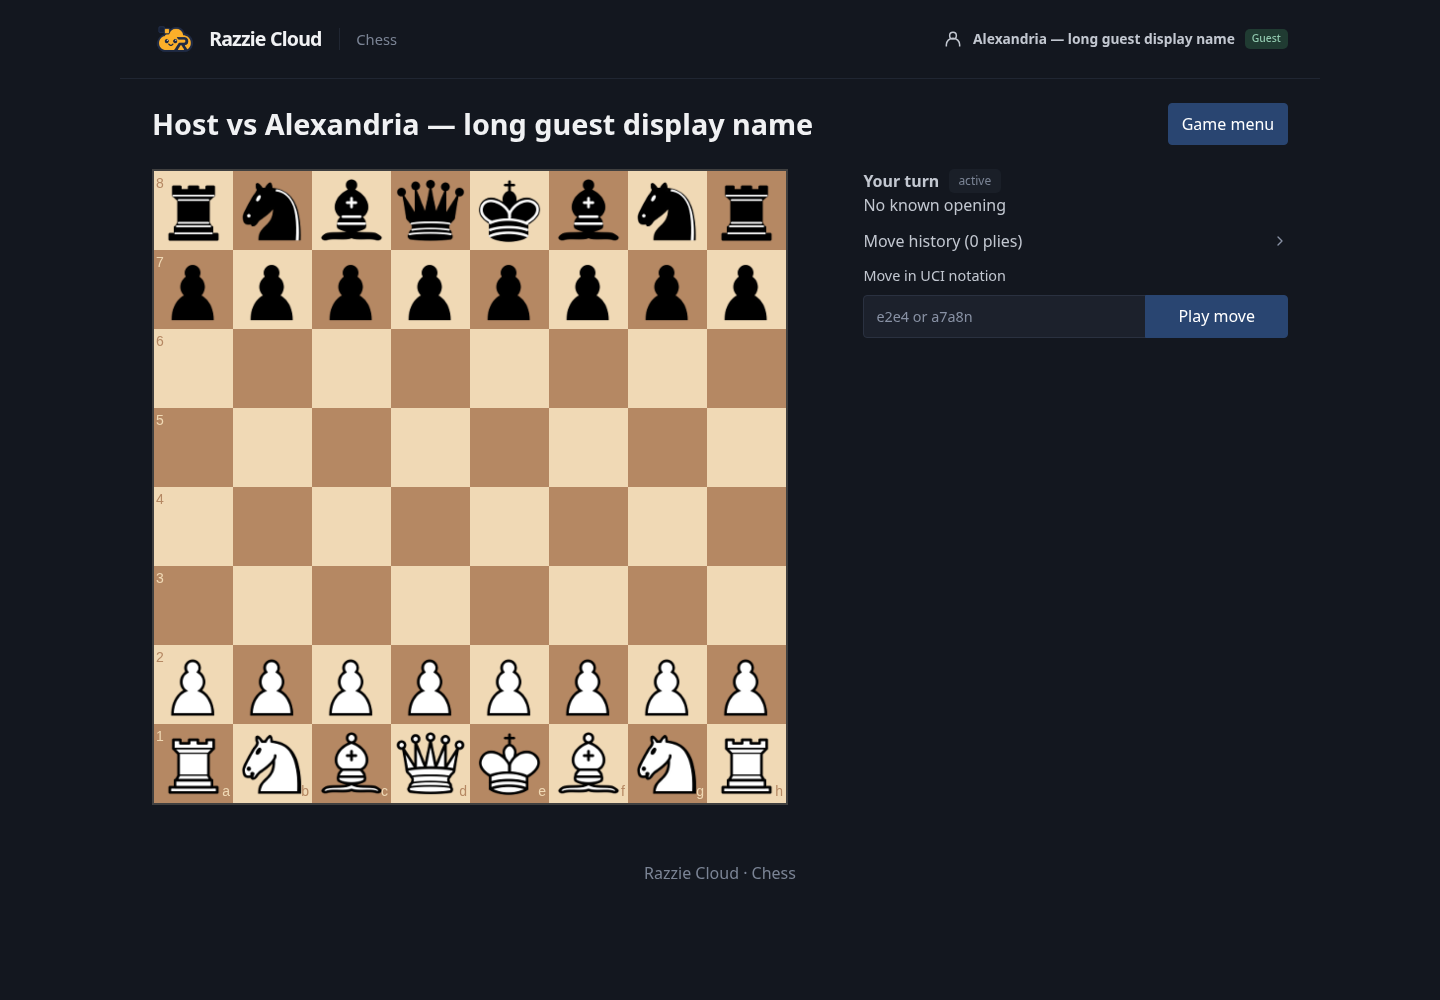 Razzie Cloud
Chess
Alexandria — long guest display name
Guest
Host vs Alexandria — long guest display name
Game menu
8
7
6
5
4
3
2
1
a
b
c
d
e
f
g
h
Your turn
active
No known opening
Move history (0 plies)
Move in UCI notation
e2e4 or a7a8n
Play move
Razzie Cloud · Chess